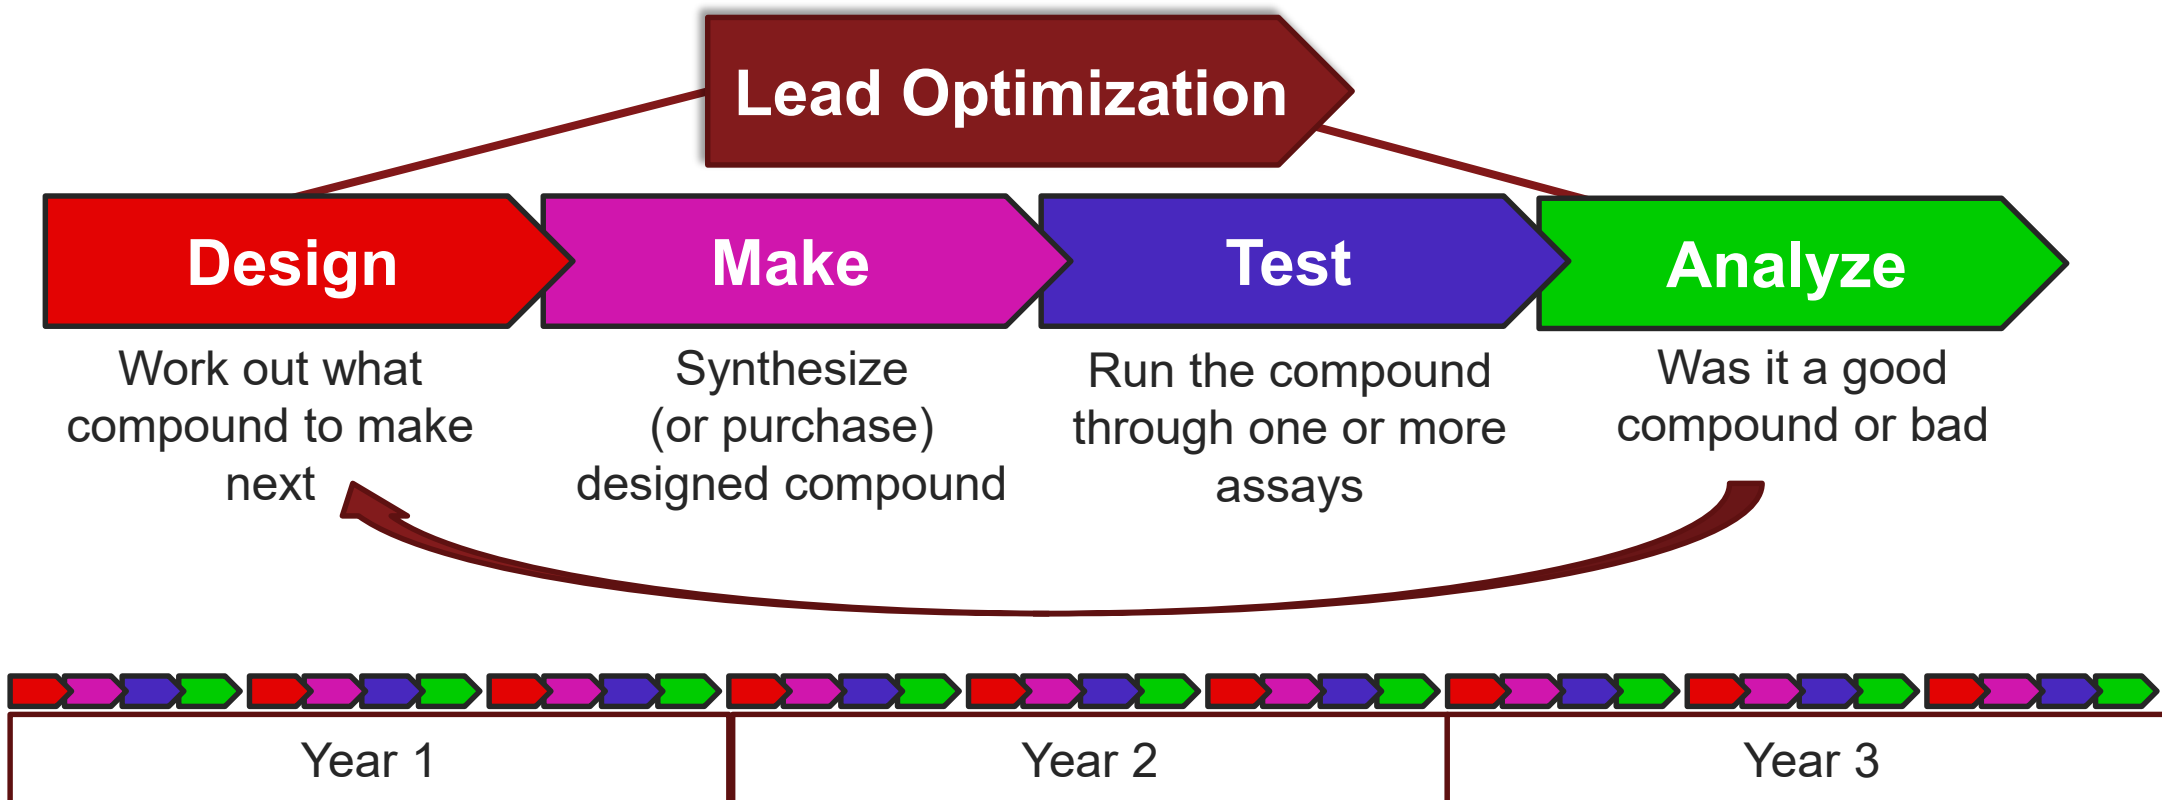 Lead Optimization
Design
Make
Test
Analyze
Work out what
compound to make
next
Synthesize
(or purchase)
designed compound
Run the compound
through one or more
assays
Was it a good
compound or bad
Year 1
Year 2
Year 3